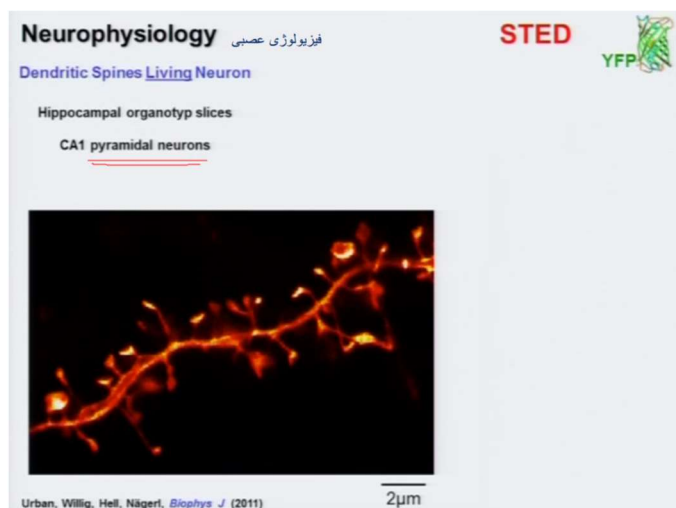 Neurophysiology فیزیولوژی عصبی
STED
YFP
Dendritic Spines Living Neuron
Hippocampal organotyp slices
CA1 pyramidal neurons
2µm
Urban, Willig, Hell, Nägerl, Biophys J (2011)